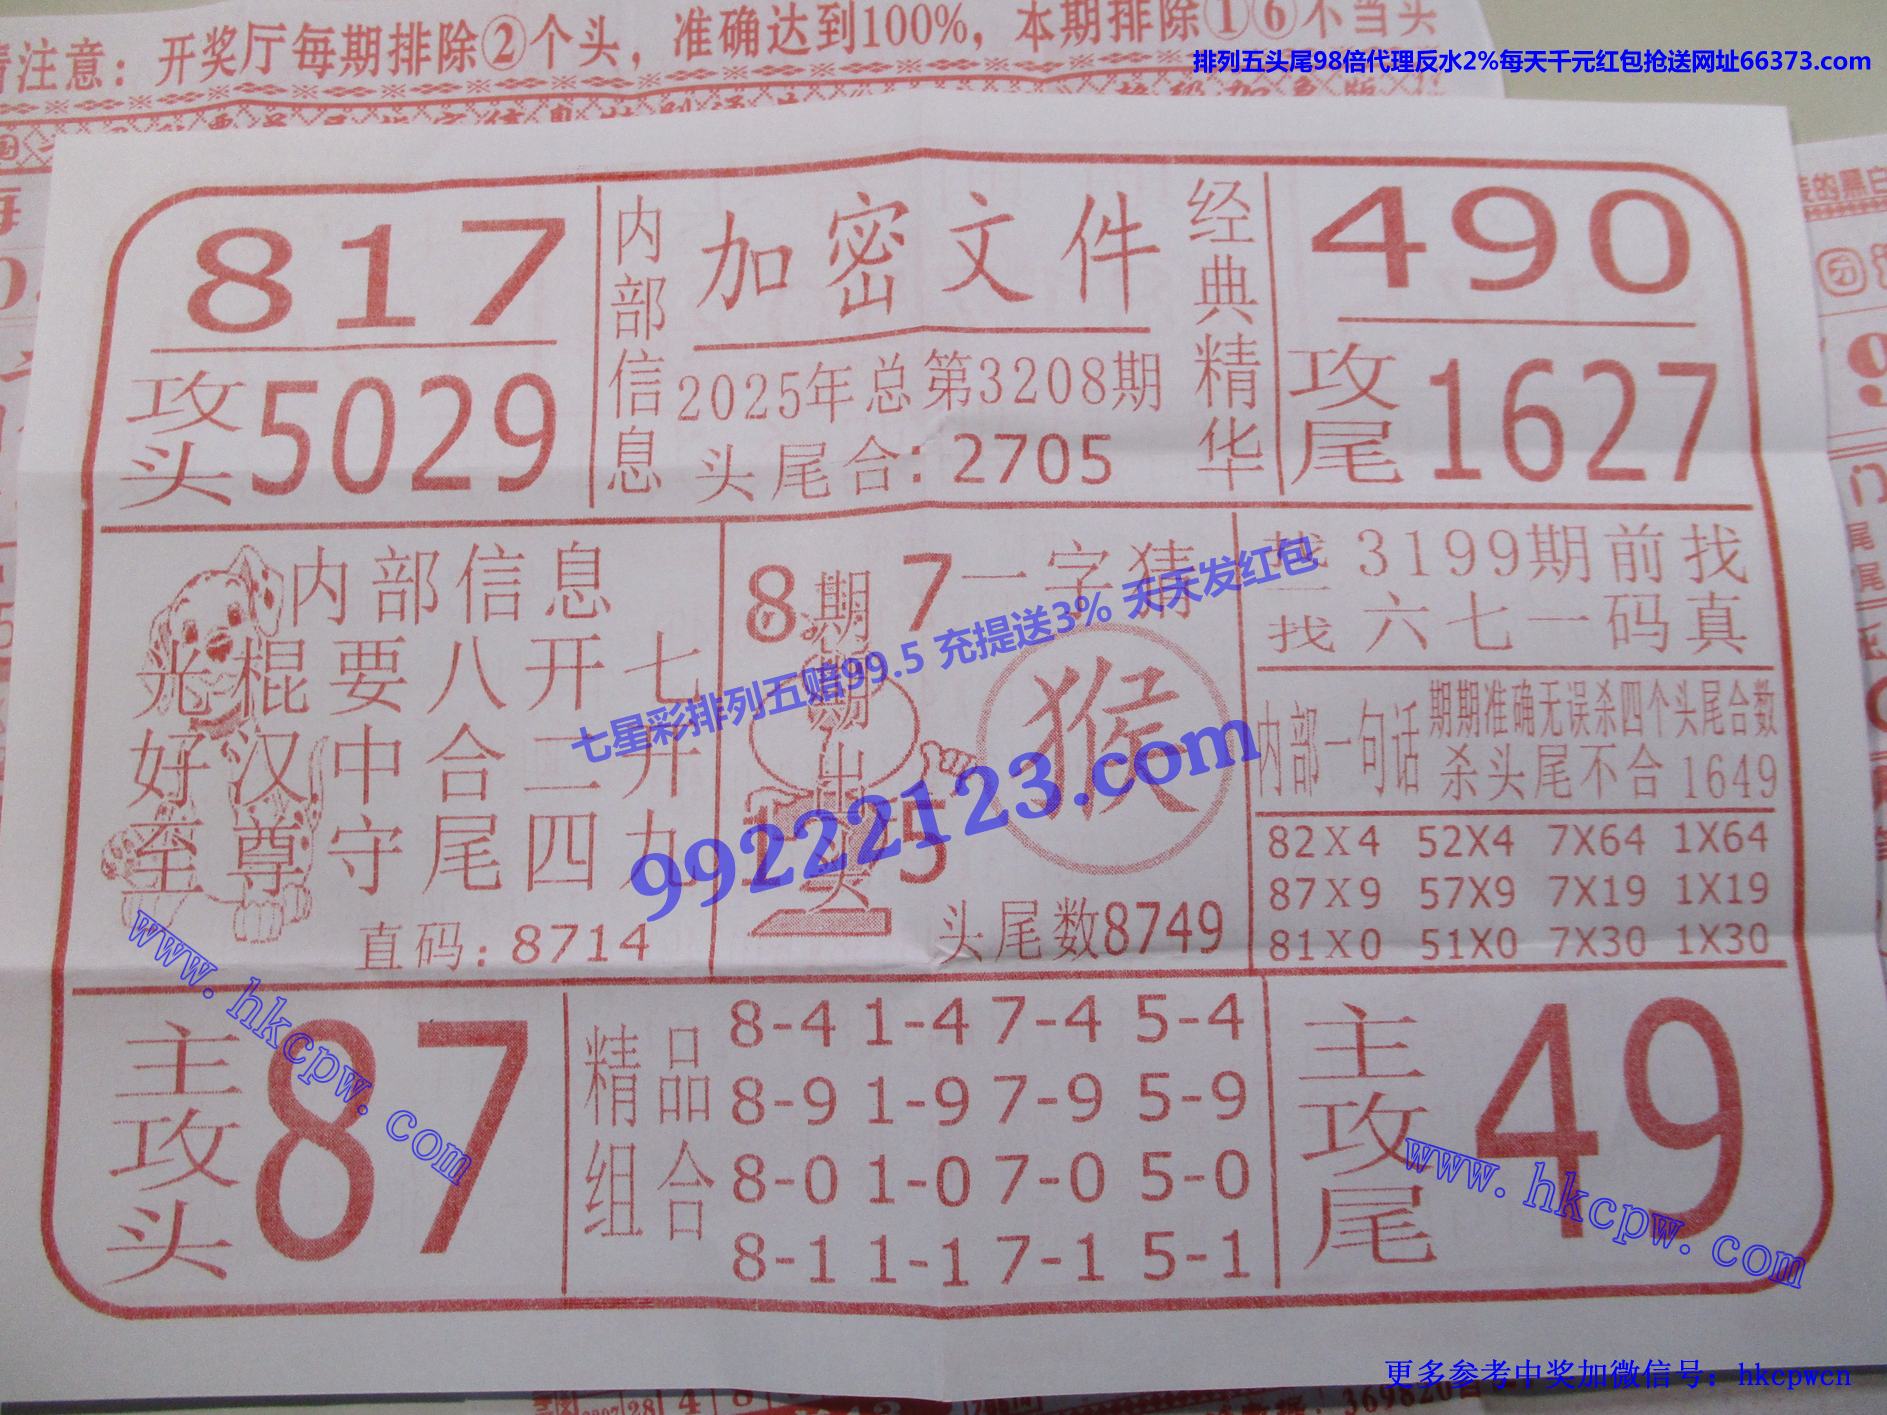 请注意：开奖厅每期排除②个头，准确达到100%，本期排除①⑥不当头
排列五头尾98倍代理反水2%每天千元红包抢送网址66373.com
817
攻头5029
内部信息
加密文件
2025年总第3208期
头尾合：2705
经典精华
490
攻尾1627
内部信息
光棍要八开七
好汉中合二开
至尊守尾四九
直码：8714
8期7一字猜
期出
5
猴
头尾数8749
找一找
3199期前找
六七一码真
内部一句话
期期准确无误杀四个头尾合数
杀头尾不合1649
82X4 52X4 7X64 1X64
87X9 57X9 7X19 1X19
81X0 51X0 7X30 1X30
主攻头
87
精品组合
8-4 1-4 7-4 5-4
8-9 1-9 7-9 5-9
8-0 1-0 7-0 5-0
8-1 1-1 7-1 5-1
主攻尾
49
七星彩排列五赔99.5 充提送3% 天天发红包
99222123.com
www.hkcpw.com
www.hkcpw.com
更多参考中奖加微信号：hkcpwcn